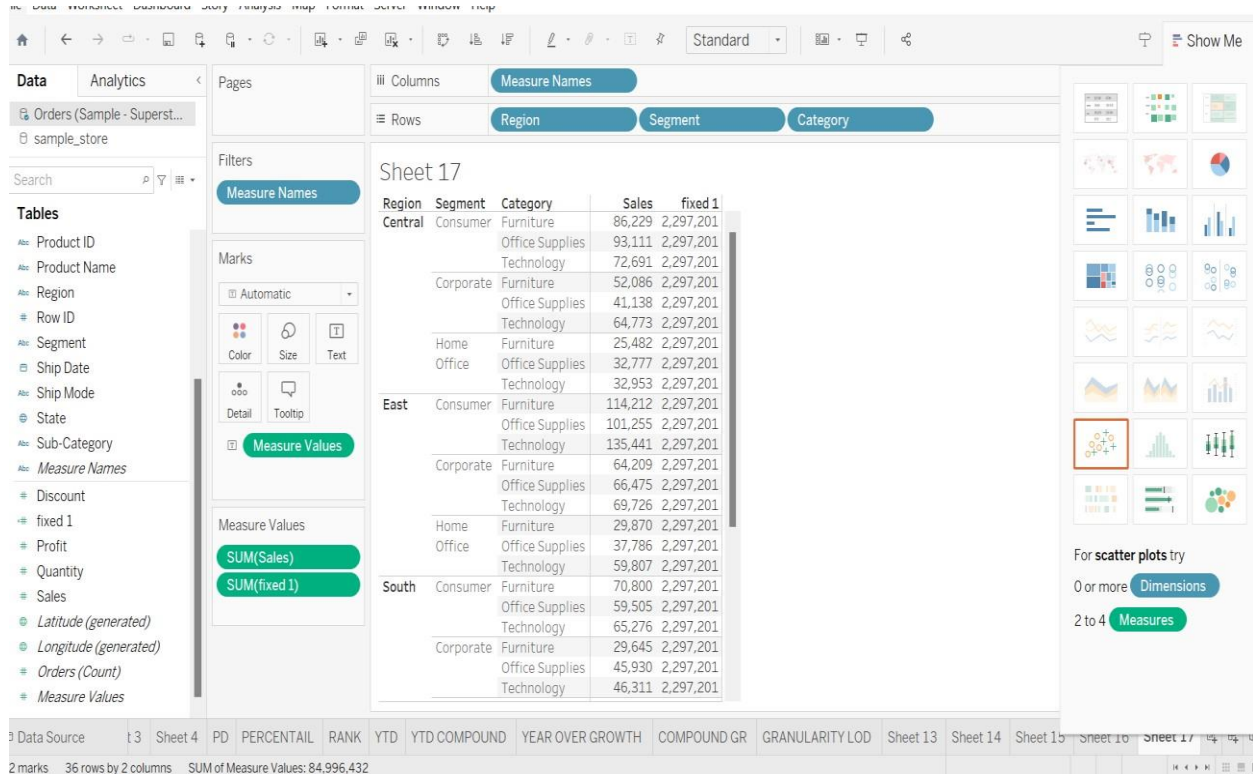 Data Worksheet Dashboard Story Analysis Map Format Server Window Help
Standard
Show Me
Data Analytics
Orders (Sample - Superst...
sample_store
Search
Tables
Abc Product ID
Abc Product Name
Abc Region
# Row ID
Abc Segment
Ship Date
Abc Ship Mode
State
Abc Sub-Category
Abc Measure Names
# Discount
=# fixed 1
# Profit
# Quantity
# Sales
Latitude (generated)
Longitude (generated)
# Orders (Count)
# Measure Values
Pages
Filters
Measure Names
Marks
Automatic
Color Size Text
Detail Tooltip
Measure Values
Measure Values
SUM(Sales)
SUM(fixed 1)
iii Columns Measure Names
Rows Region Segment Category
Sheet 17
Region Segment Category Sales fixed 1
Central Consumer Furniture 86,229 2,297,201
Office Supplies 93,111 2,297,201
Technology 72,691 2,297,201
Corporate Furniture 52,086 2,297,201
Office Supplies 41,138 2,297,201
Technology 64,773 2,297,201
Home Furniture 25,482 2,297,201
Office Office Supplies 32,777 2,297,201
Technology 32,953 2,297,201
East Consumer Furniture 114,212 2,297,201
Office Supplies 101,255 2,297,201
Technology 135,441 2,297,201
Corporate Furniture 64,209 2,297,201
Office Supplies 66,475 2,297,201
Technology 69,726 2,297,201
Home Furniture 29,870 2,297,201
Office Office Supplies 37,786 2,297,201
Technology 59,807 2,297,201
South Consumer Furniture 70,800 2,297,201
Office Supplies 59,505 2,297,201
Technology 65,276 2,297,201
Corporate Furniture 29,645 2,297,201
Office Supplies 45,930 2,297,201
Technology 46,311 2,297,201
For scatter plots try
0 or more Dimensions
2 to 4 Measures
Data Source t 3 Sheet 4 PD PERCENTAIL RANK YTD YTD COMPOUND YEAR OVER GROWTH COMPOUND GR GRANULARITY LOD Sheet 13 Sheet 14 Sheet 15 Sheet 16 Sheet 17
2 marks 36 rows by 2 columns SUM of Measure Values: 84,996,432